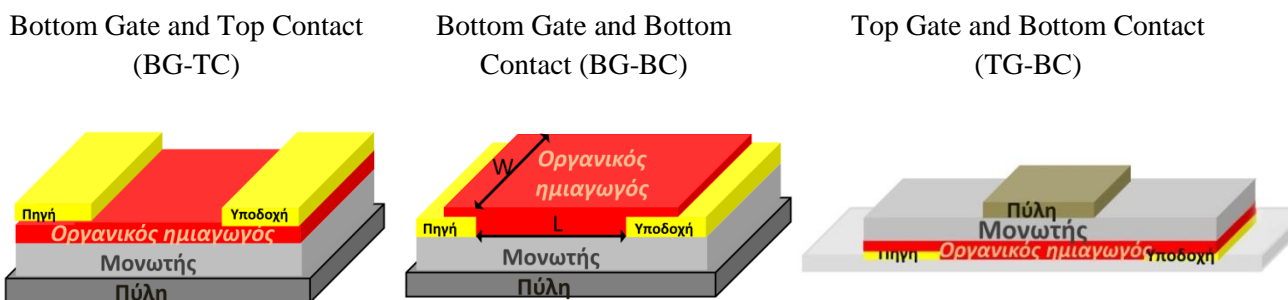 Bottom Gate and Top Contact
(BG-TC)
Bottom Gate and Bottom
Contact (BG-BC)
Top Gate and Bottom Contact
(TG-BC)
Πηγή
Υποδοχή
Οργανικός ημιαγωγός
Μονωτής
Πύλη
W
Οργανικός
ημιαγωγός
Πηγή
L
Υποδοχή
Μονωτής
Πύλη
Πύλη
Μονωτής
Πηγή
Οργανικός ημιαγωγός
Υποδοχή